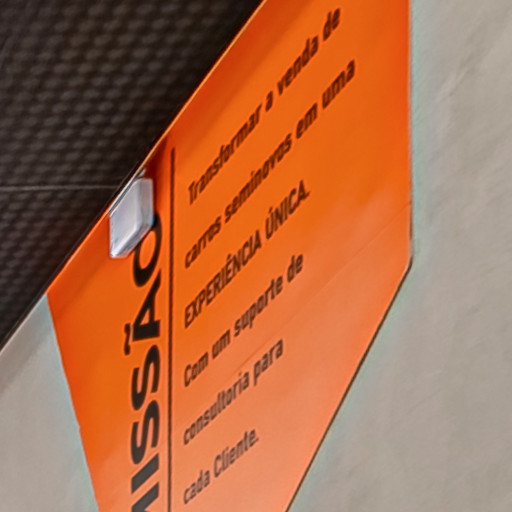 MISSÃO
Transformar a venda de
carros seminovos em uma
EXPERIÊNCIA ÚNICA.
Com um suporte de
consultoria para
cada Cliente.